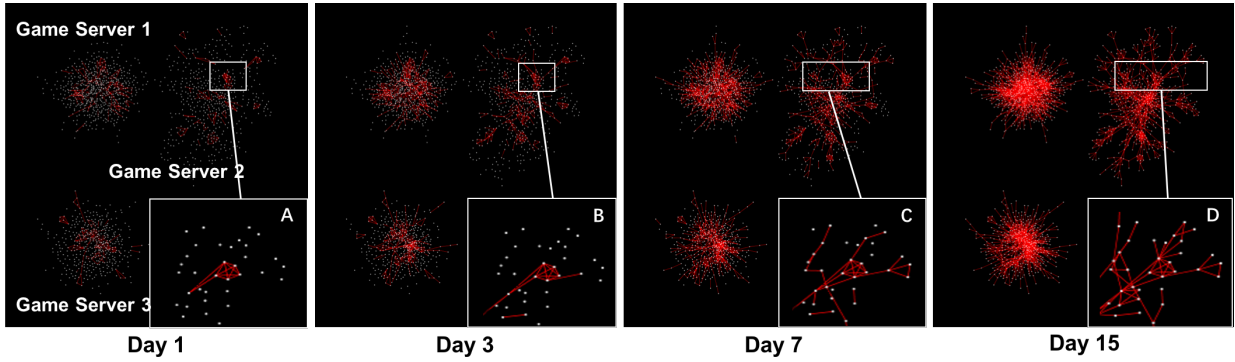 Game Server 1
Game Server 2
Game Server 3
A
B
C
D
Day 1
Day 3
Day 7
Day 15